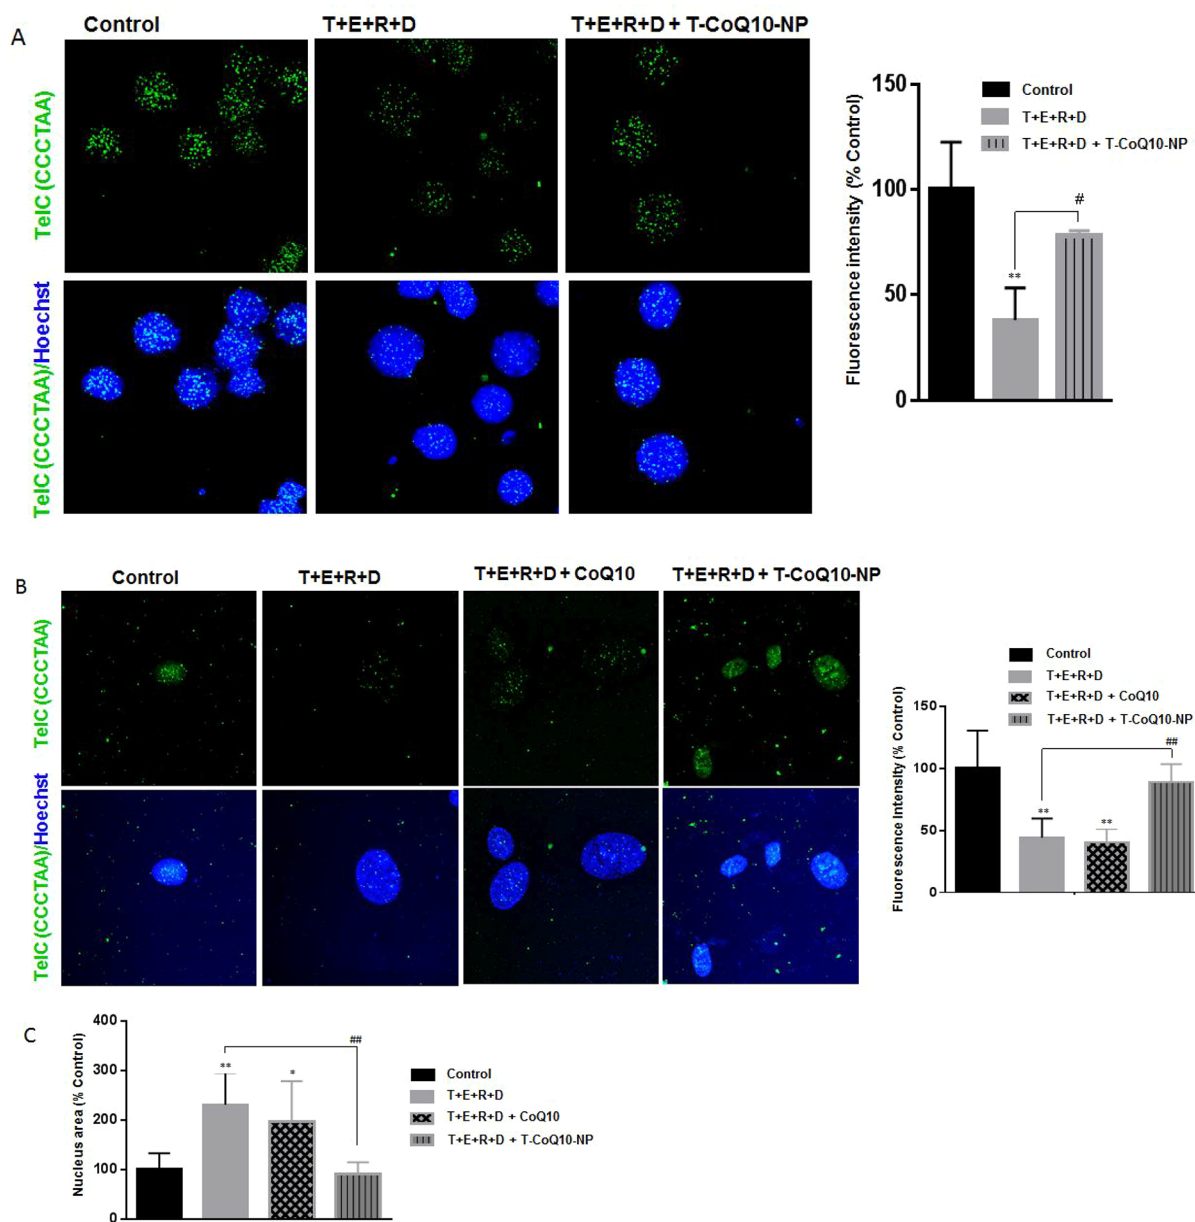 A
Control
T+E+R+D
T+E+R+D + T-CoQ10-NP
TelC (CCCTAA)
TelC (CCCTAA)/Hoechst
Fluorescence intensity (% Control)
150
100
50
0
Control
T+E+R+D
T+E+R+D + T-CoQ10-NP
**
#
B
Control
T+E+R+D
T+E+R+D + CoQ10
T+E+R+D + T-CoQ10-NP
TelC (CCCTAA)
TelC (CCCTAA)/Hoechst
Control
T+E+R+D
T+E+R+D + CoQ10
T+E+R+D + T-CoQ10-NP
Fluorescence Intensity (% Control)
150
100
50
0
**
**
##
C
Nucleus area (% Control)
400
300
200
100
0
**
*
##
Control
T+E+R+D
T+E+R+D + CoQ10
T+E+R+D + T-CoQ10-NP